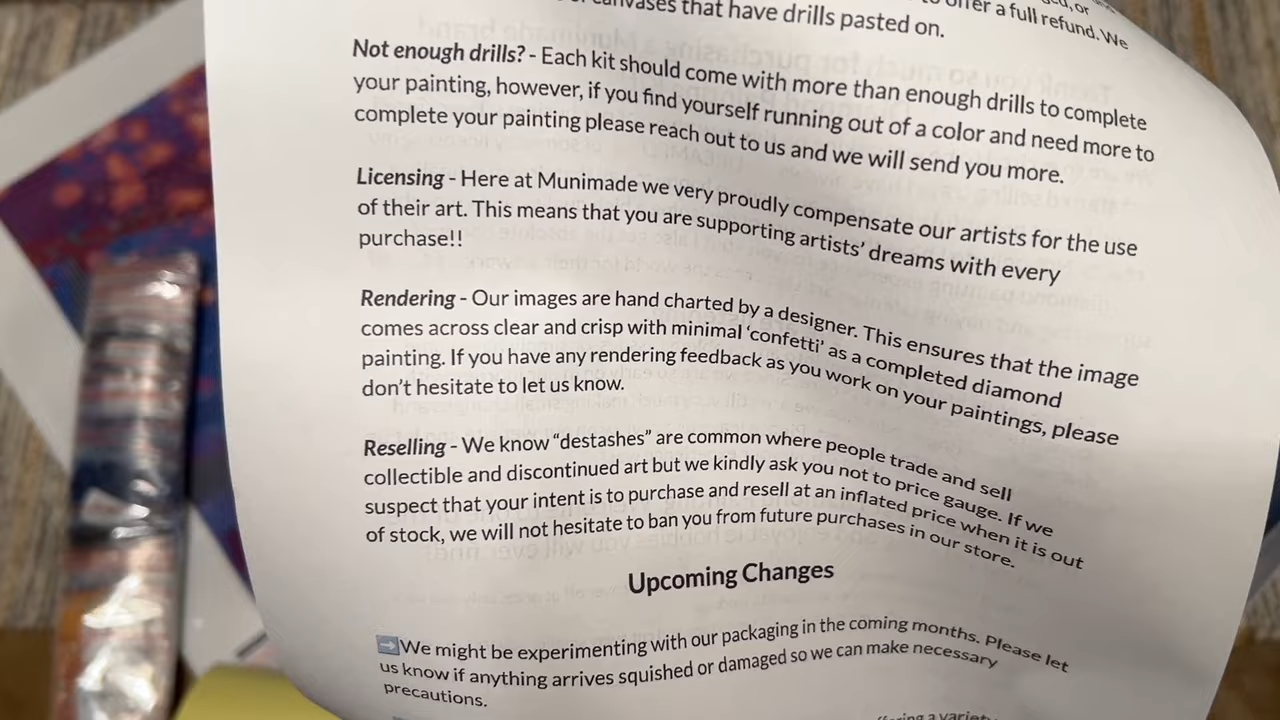 offer a full refund. We
canvases that have drills pasted on.
Not enough drills? - Each kit should come with more than enough drills to complete
your painting, however, if you find yourself running out of a color and need more to
complete your painting please reach out to us and we will send you more.
Licensing - Here at Munimade we very proudly compensate our artists for the use
of their art. This means that you are supporting artists' dreams with every
purchase!!
Rendering - Our images are hand charted by a designer. This ensures that the image
comes across clear and crisp with minimal 'confetti' as a completed diamond
painting. If you have any rendering feedback as you work on your paintings, please
don't hesitate to let us know.
Reselling - We know "destashes" are common where people trade and sell
collectible and discontinued art but we kindly ask you not to price gauge. If we
suspect that your intent is to purchase and resell at an inflated price when it is out
of stock, we will not hesitate to ban you from future purchases in our store.
Upcoming Changes
➡We might be experimenting with our packaging in the coming months. Please let
us know if anything arrives squished or damaged so we can make necessary
precautions.